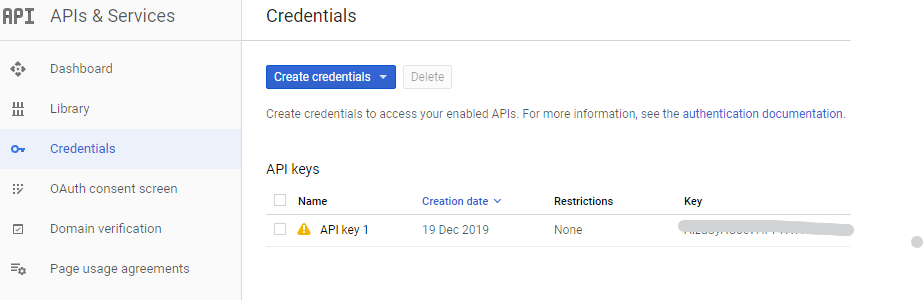 API APIs & Services
Credentials
Dashboard
Library
Credentials
OAuth consent screen
Domain verification
Page usage agreements
Create credentials
Delete
Create credentials to access your enabled APIs. For more information, see the authentication documentation.
API keys
Name Creation date Restrictions Key
API key 1 19 Dec 2019 None